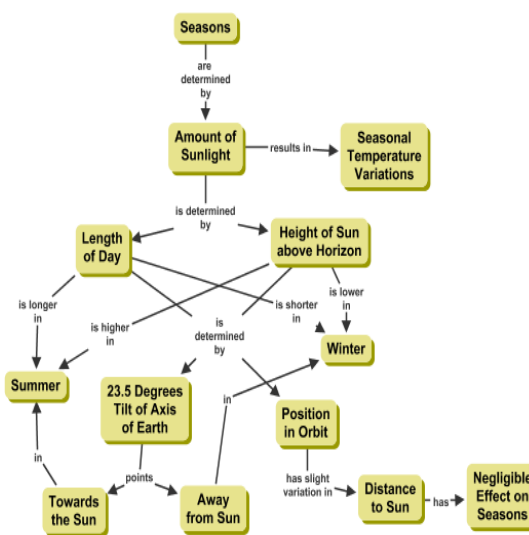 Seasons
are
determined
by
Amount of
Sunlight
results in
Seasonal
Temperature
Variations
is determined
by
Length
of Day
Height of Sun
above Horizon
is longer
in
is higher
in
is
determined
by
is shorter
in
is lower
in
Summer
23.5 Degrees
Tilt of Axis
of Earth
Winter
in
Position
in Orbit
in
points
has slight
variation in
Towards
the Sun
Away
from Sun
Distance
to Sun
has
Negligible
Effect on
Seasons